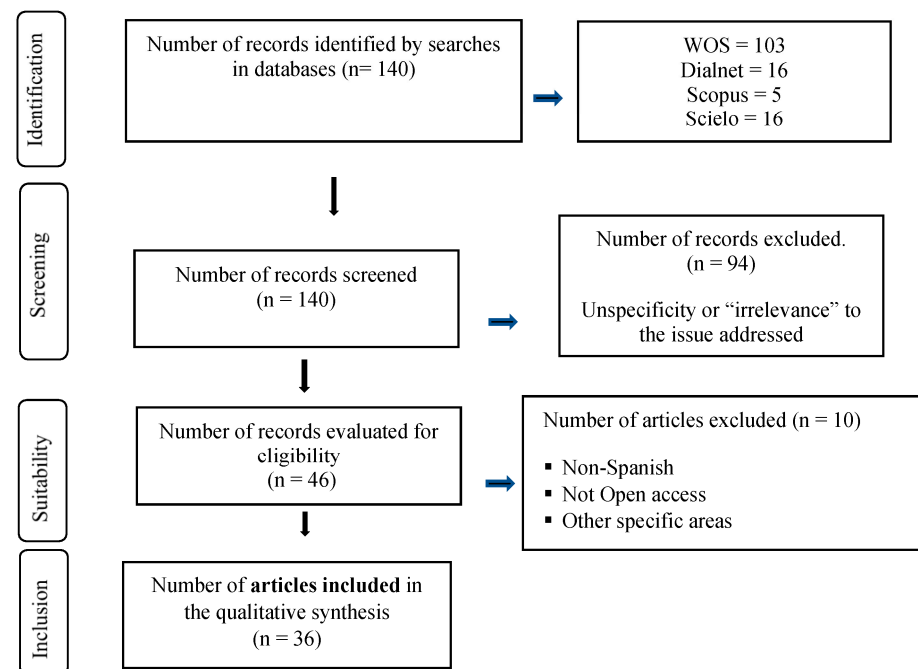 Identification
Number of records identified by searches
in databases (n= 140)
WOS = 103
Dialnet = 16
Scopus = 5
Scielo = 16
Screening
Number of records screened
(n = 140)
Number of records excluded.
(n = 94)
Unspecificity or “irrelevance” to
the issue addressed
Suitability
Number of records evaluated for
eligibility
(n = 46)
Number of articles excluded (n = 10)
▪ Non-Spanish
▪ Not Open access
▪ Other specific areas
Inclusion
Number of articles included in
the qualitative synthesis
(n = 36)